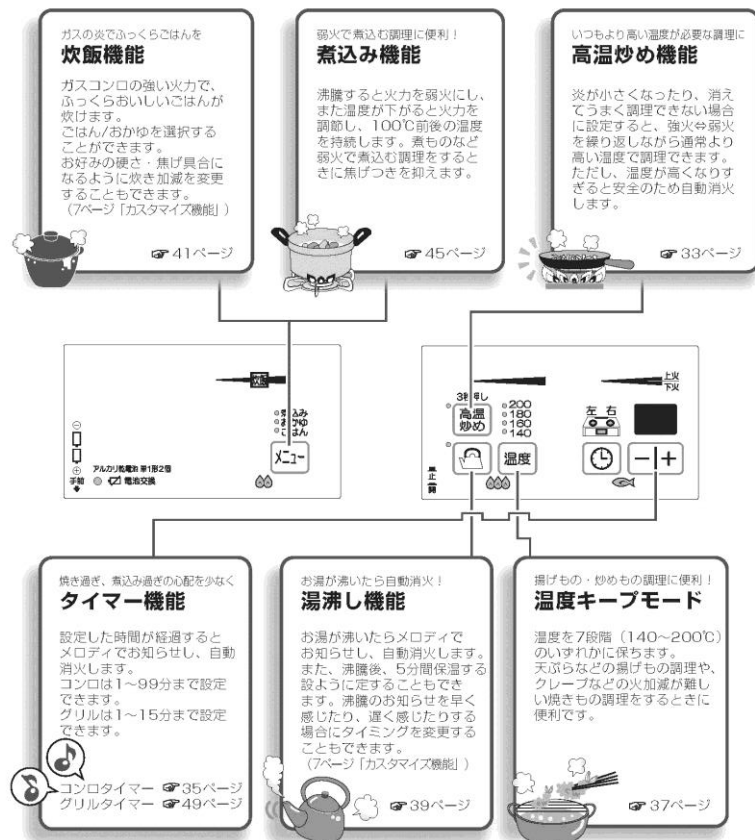 ガスの炎でふっくらごはんを
炊飯機能
ガスコンロの強い火力で、
ふっくらおいしいごはんが
炊けます。
ごはん/おかゆを選択する
ことができます。
お好みの硬さ・焦げ具合に
なるように炊き加減を変更
することもできます。
(7ページ「カスタマイズ機能」)
☞41ページ
弱火で煮込む調理に便利!
煮込み機能
沸騰すると火力を弱火にし、
また温度が下がると火力を
調節し、100℃前後の温度
を持続します。煮ものなど
弱火で煮込む調理をすると
きに焦げつきを抑えます。
☞45ページ
いつもより高い温度が必要な調理に
高温炒め機能
炎が小さくなったり、消え
てうまく調理できない場合
に設定すると、強火⇔弱火
を繰り返しながら通常より
高い温度で調理できます。
ただし、温度が高くなりす
ぎると安全のため自動消火
します。
☞33ページ
炊飯
煮込み
おかゆ
ごはん
メニュー
⊖
⊕
手前
アルカリ乾電池 単1形2個
電池交換
3秒押し
高温
炒め
200
180
160
140
温度
上火
下火
左 右
−|+
止
開
焼き過ぎ、煮込み過ぎの心配を少なく
タイマー機能
設定した時間が経過すると
メロディでお知らせし、自動
消火します。
コンロは1〜99分まで設定
できます。
グリルは1〜15分まで設定
できます。
コンロタイマー ☞35ページ
グリルタイマー ☞49ページ
お湯が沸いたら自動消火!
湯沸し機能
お湯が沸いたらメロディで
お知らせし、自動消火します。
また、沸騰後、5分間保温する
設ように定することもでき
ます。沸騰のお知らせを早く
感じたり、遅く感じたりする
場合にタイミングを変更する
こともできます。
(7ページ「カスタマイズ機能」)
☞39ページ
揚げもの・炒めもの調理に便利!
温度キープモード
温度を7段階(140〜200℃)
のいずれかに保ちます。
天ぷらなどの揚げもの調理や、
クレープなどの火加減が難し
い焼きもの調理をするときに
便利です。
☞37ページ